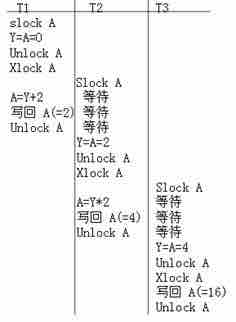 T1 T2 T3
slock A
Y=A=0
Unlock A
Xlock A
Slock A
A=Y+2 等待
写回 A(=2) 等待
Unlock A 等待
Y=A=2
Unlock A
Xlock A
Slock A
A=Y*2 等待
写回 A(=4) 等待
Unlock A 等待
Y=A=4
Unlock A
Xlock A
写回 A(=16)
Unlock A